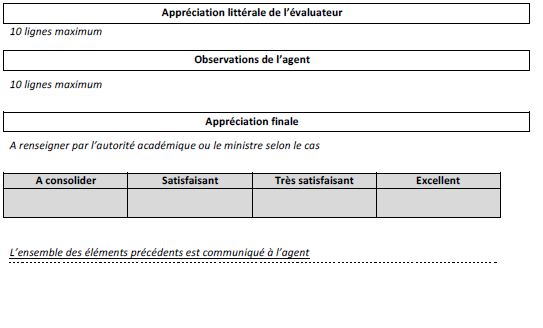 Appréciation littérale de l’évaluateur
10 lignes maximum
Observations de l’agent
10 lignes maximum
Appréciation finale
A renseigner par l’autorité académique ou le ministre selon le cas
A consolider Satisfaisant Très satisfaisant Excellent
L’ensemble des éléments précédents est communiqué à l’agent